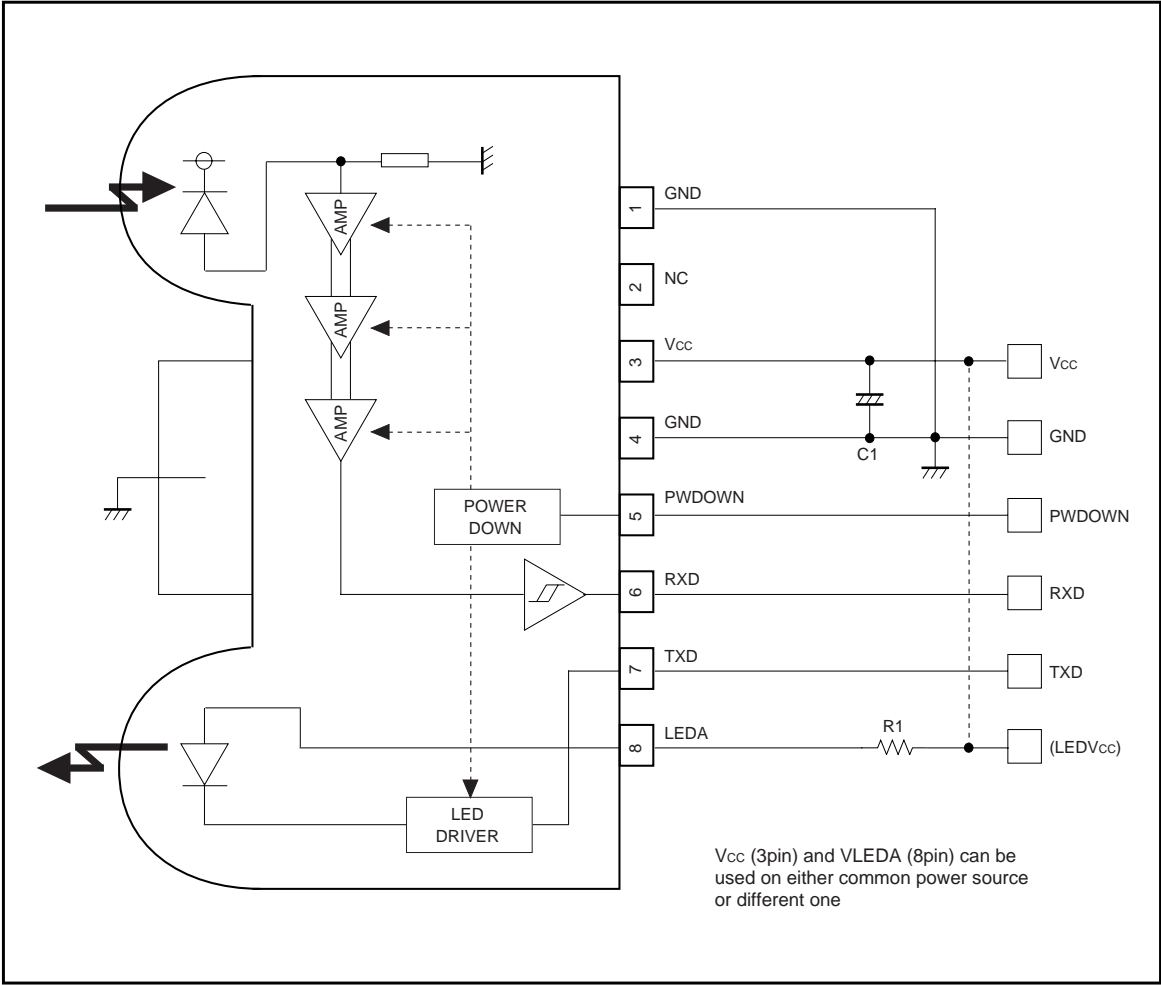 AMP
AMP
AMP
POWER
DOWN
LED
DRIVER
1 GND
2 NC
3 Vcc
4 GND
5 PWDOWN
6 RXD
7 TXD
8 LEDA
C1
R1
Vcc
GND
PWDOWN
RXD
TXD
(LEDVcc)
Vcc (3pin) and VLEDA (8pin) can be
used on either common power source
or different one